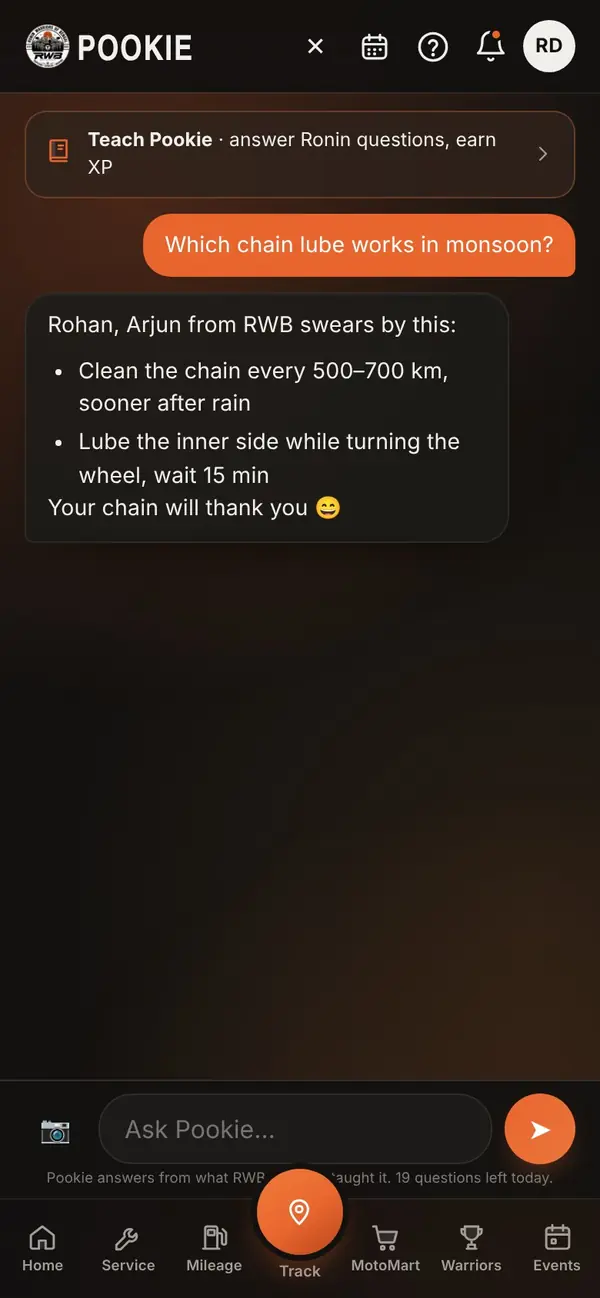 RWB
POOKIE
RD
Teach Pookie · answer Ronin questions, earn
XP
Which chain lube works in monsoon?
Rohan, Arjun from RWB swears by this:
• Clean the chain every 500–700 km,
sooner after rain
• Lube the inner side while turning the
wheel, wait 15 min
Your chain will thank you 😄
Ask Pookie...
Pookie answers from what RWB taught it. 19 questions left today.
Home
Service
Mileage
Track
MotoMart
Warriors
Events